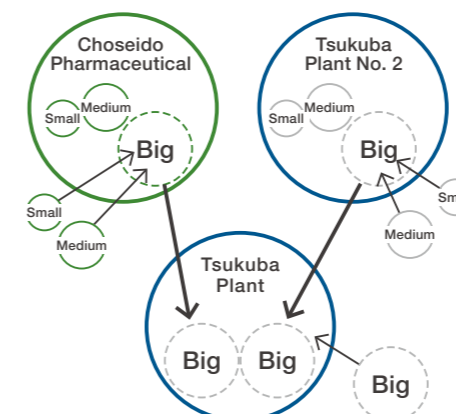 Choseido
Pharmaceutical
Small
Medium
Big
Small
Medium
Tsukuba
Plant No. 2
Small
Medium
Big
Medium
Tsukuba
Plant
Big
Big
Big